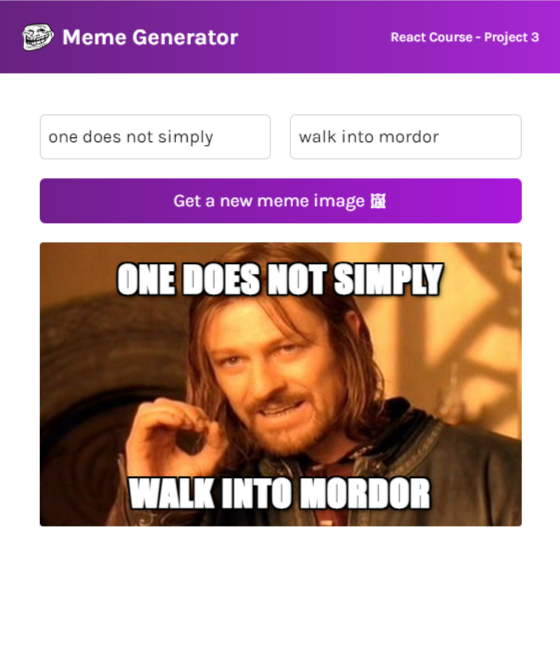 Meme Generator
React Course - Project 3
one does not simply
walk into mordor
Get a new meme image 🖼
ONE DOES NOT SIMPLY
WALK INTO MORDOR